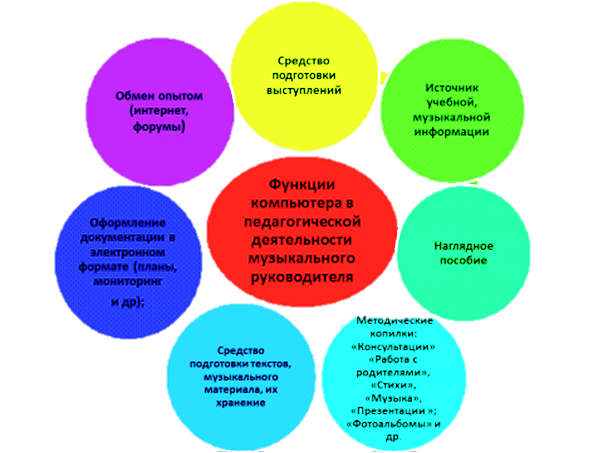 Средство
подготовки
выступлений
Источник
учебной,
музыкальной
информации
Наглядное
пособие
Методические
копилки:
«Консультации»
«Работа с
родителями»,
«Стихи»,
«Музыка»,
«Презентации »;
«Фотоальбомы» и
др.
Средство
подготовки текстов,
музыкального
материала, их
хранение
Оформление
документации в
электронном
формате (планы,
мониторинг
и др);
Обмен опытом
(интернет,
форумы)
Функции
компьютера в
педагогической
деятельности
музыкального
руководителя